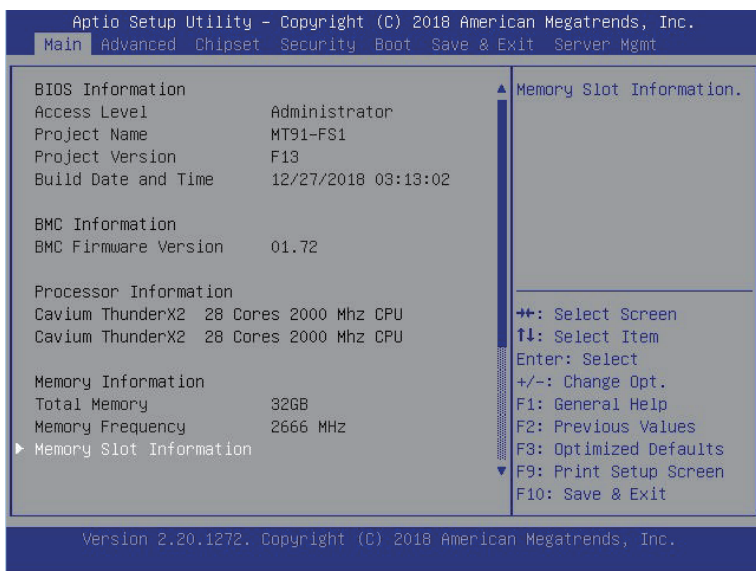 Aptio Setup Utility – Copyright (C) 2018 American Megatrends, Inc.
Main Advanced Chipset Security Boot Save & Exit Server Mgmt
BIOS Information
Access Level Administrator
Project Name MT91-FS1
Project Version F13
Build Date and Time 12/27/2018 03:13:02
BMC Information
BMC Firmware Version 01.72
Processor Information
Cavium ThunderX2 28 Cores 2000 Mhz CPU
Cavium ThunderX2 28 Cores 2000 Mhz CPU
Memory Information
Total Memory 32GB
Memory Frequency 2666 MHz
Memory Slot Information
Memory Slot Information.
→←: Select Screen
↑↓: Select Item
Enter: Select
+/-: Change Opt.
F1: General Help
F2: Previous Values
F3: Optimized Defaults
F9: Print Setup Screen
F10: Save & Exit
Version 2.20.1272. Copyright (C) 2018 American Megatrends, Inc.